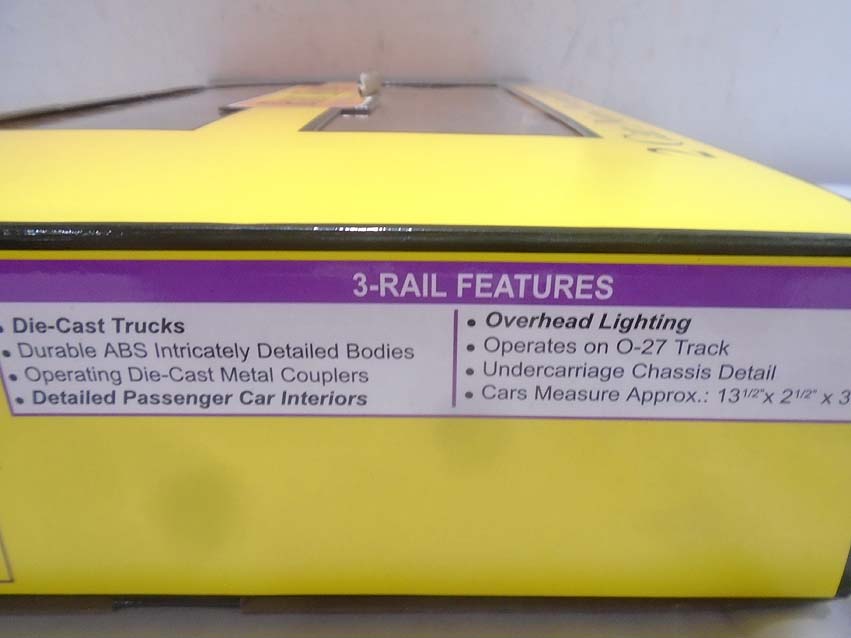 3-RAIL FEATURES
• Die-Cast Trucks
• Durable ABS Intricately Detailed Bodies
• Operating Die-Cast Metal Couplers
• Detailed Passenger Car Interiors
• Overhead Lighting
• Operates on O-27 Track
• Undercarriage Chassis Detail
• Cars Measure Approx.: 13 1/2" x 2 1/2" x 3